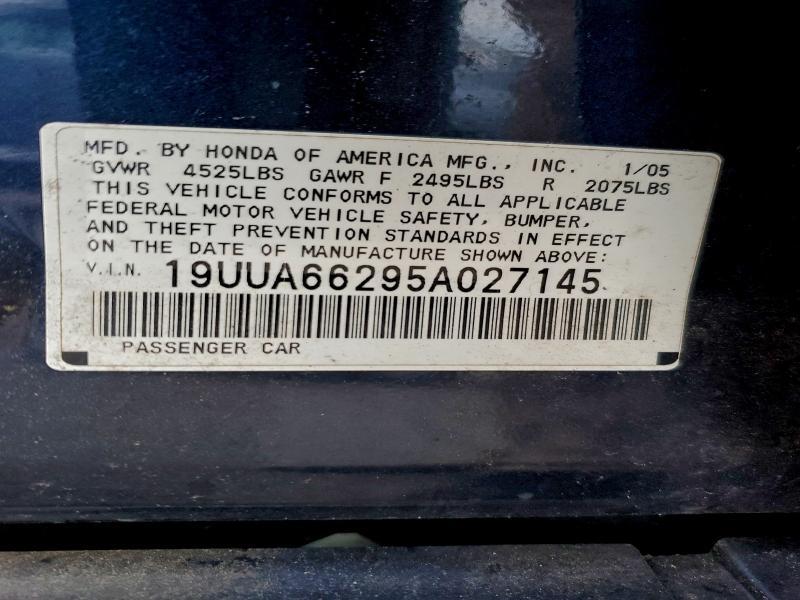 MFD. BY HONDA OF AMERICA MFG., INC. 1/05
GVWR 4525LBS GAWR F 2495LBS R 2075LBS
THIS VEHICLE CONFORMS TO ALL APPLICABLE
FEDERAL MOTOR VEHICLE SAFETY, BUMPER,
AND THEFT PREVENTION STANDARDS IN EFFECT
ON THE DATE OF MANUFACTURE SHOWN ABOVE:
V.I.N. 19UUA66295A027145
PASSENGER CAR